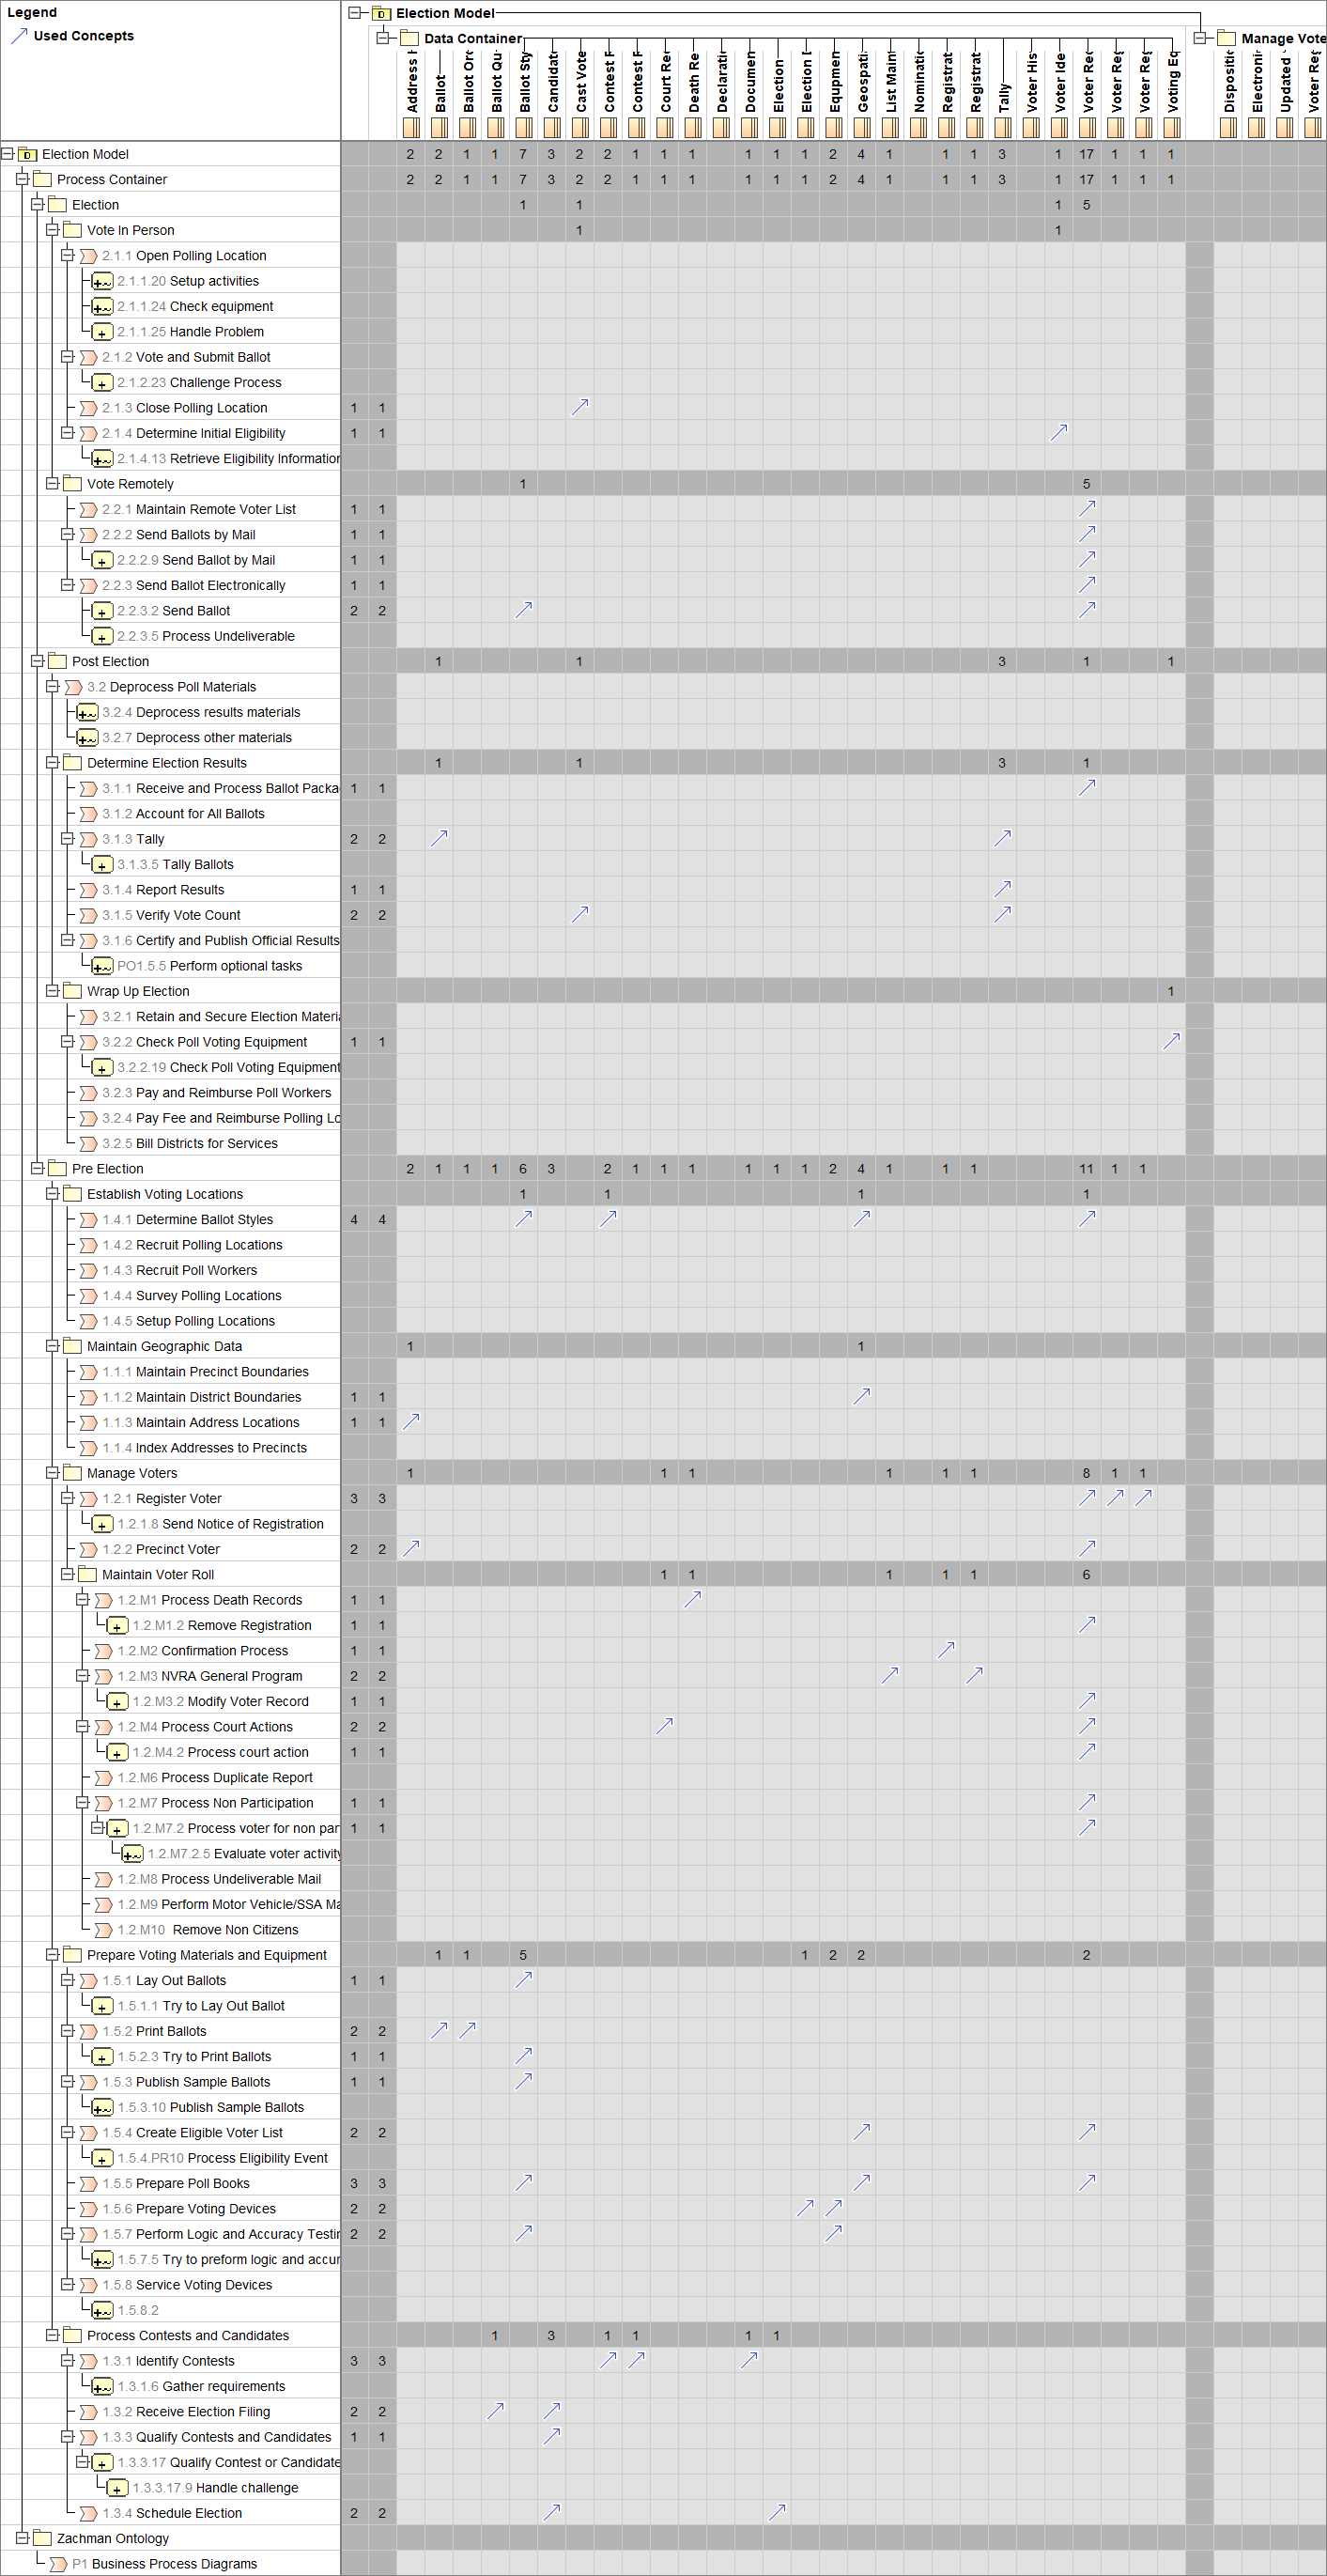 Legend
Used Concepts
Election Model
Data Container
Manage Vote
Address
Ballot
Ballot Ord
Ballot Qu
Ballot Sty
Candidate
Cast Vote
Contest
Contest
Court Re
Death Re
Declarati
Documen
Election
Election
Equpmer
Geospati
List Main
Nominatio
Registrat
Registrat
Tally
Voter His
Voter Ide
Voter Rec
Voter Reg
Voter Reg
Voting Eq
Dispositi
Electroni
Updated
Voter Reg
Election Model 2 2 1 1 7 3 2 2 1 1 1 1 1 1 2 4 1 1 1 3 1 17 1 1 1
Process Container 2 2 1 1 7 3 2 2 1 1 1 1 1 1 2 4 1 1 1 3 1 17 1 1 1
Election 1 1 1 5
Vote In Person 1 1
2.1.1 Open Polling Location
2.1.1.20 Setup activities
2.1.1.24 Check equipment
2.1.1.25 Handle Problem
2.1.2 Vote and Submit Ballot
2.1.2.23 Challenge Process
2.1.3 Close Polling Location 1 1
2.1.4 Determine Initial Eligibility 1 1
2.1.4.13 Retrieve Eligibility Information
Vote Remotely 1 5
2.2.1 Maintain Remote Voter List 1 1
2.2.2 Send Ballots by Mail 1 1
2.2.2.9 Send Ballot by Mail 1 1
2.2.3 Send Ballot Electronically 1 1
2.2.3.2 Send Ballot 2 2
2.2.3.5 Process Undeliverable
Post Election 1 1 3 1 1
3.2 Deprocess Poll Materials
3.2.4 Deprocess results materials
3.2.7 Deprocess other materials
Determine Election Results 1 1 3 1
3.1.1 Receive and Process Ballot Packa 1 1
3.1.2 Account for All Ballots
3.1.3 Tally 2 2
3.1.3.5 Tally Ballots
3.1.4 Report Results 1 1
3.1.5 Verify Vote Count 2 2
3.1.6 Certify and Publish Official Results
PO1.5.5 Perform optional tasks
Wrap Up Election 1
3.2.1 Retain and Secure Election Materi
3.2.2 Check Poll Voting Equipment 1 1
3.2.2.19 Check Poll Voting Equipment
3.2.3 Pay and Reimburse Poll Workers
3.2.4 Pay Fee and Reimburse Polling Lo
3.2.5 Bill Districts for Services
Pre Election 2 1 1 1 6 3 2 1 1 1 1 1 1 2 4 1 1 1 11 1 1
Establish Voting Locations 1 1 1 1
1.4.1 Determine Ballot Styles 4 4
1.4.2 Recruit Polling Locations
1.4.3 Recruit Poll Workers
1.4.4 Survey Polling Locations
1.4.5 Setup Polling Locations
Maintain Geographic Data 1 1
1.1.1 Maintain Precinct Boundaries
1.1.2 Maintain District Boundaries 1 1
1.1.3 Maintain Address Locations 1 1
1.1.4 Index Addresses to Precincts
Manage Voters 1 1 1 1 1 1 8 1 1
1.2.1 Register Voter 3 3
1.2.1.8 Send Notice of Registration
1.2.2 Precinct Voter 2 2
Maintain Voter Roll 1 1 1 1 1 6
1.2.M1 Process Death Records 1 1
1.2.M1.2 Remove Registration 1 1
1.2.M2 Confirmation Process 1 1
1.2.M3 NVRA General Program 2 2
1.2.M3.2 Modify Voter Record 1 1
1.2.M4 Process Court Actions 2 2
1.2.M4.2 Process court action 1 1
1.2.M6 Process Duplicate Report
1.2.M7 Process Non Participation 1 1
1.2.M7.2 Process voter for non par 1 1
1.2.M7.2.5 Evaluate voter activity
1.2.M8 Process Undeliverable Mail
1.2.M9 Perform Motor Vehicle/SSA Ma
1.2.M10 Remove Non Citizens
Prepare Voting Materials and Equipment 1 1 5 1 2 2 2
1.5.1 Lay Out Ballots 1 1
1.5.1.1 Try to Lay Out Ballot
1.5.2 Print Ballots 2 2
1.5.2.3 Try to Print Ballots 1 1
1.5.3 Publish Sample Ballots 1 1
1.5.3.10 Publish Sample Ballots
1.5.4 Create Eligible Voter List 2 2
1.5.4.PR10 Process Eligibility Event
1.5.5 Prepare Poll Books 3 3
1.5.6 Prepare Voting Devices 2 2
1.5.7 Perform Logic and Accuracy Testin 2 2
1.5.7.5 Try to preform logic and accur
1.5.8 Service Voting Devices
1.5.8.2
Process Contests and Candidates 1 3 1 1 1 1
1.3.1 Identify Contests 3 3
1.3.1.6 Gather requirements
1.3.2 Receive Election Filing 2 2
1.3.3 Qualify Contests and Candidates 1 1
1.3.3.17 Qualify Contest or Candidate
1.3.3.17.9 Handle challenge
1.3.4 Schedule Election 2 2
Zachman Ontology
P1 Business Process Diagrams